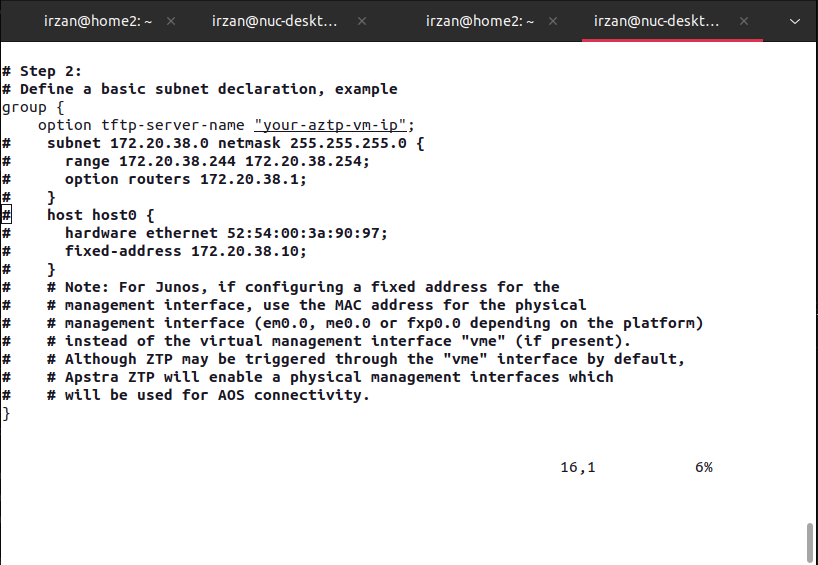 irzan@home2: ~ × irzan@nuc-deskt... × irzan@home2: ~ × irzan@nuc-deskt... ×
# Step 2:
# Define a basic subnet declaration, example
group {
    option tftp-server-name "your-aztp-vm-ip";
#    subnet 172.20.38.0 netmask 255.255.255.0 {
#      range 172.20.38.244 172.20.38.254;
#      option routers 172.20.38.1;
#    }
#    host host0 {
#      hardware ethernet 52:54:00:3a:90:97;
#      fixed-address 172.20.38.10;
#    }
#    # Note: For Junos, if configuring a fixed address for the
#    # management interface, use the MAC address for the physical
#    # management interface (em0.0, me0.0 or fxp0.0 depending on the platform)
#    # instead of the virtual management interface "vme" (if present).
#    # Although ZTP may be triggered through the "vme" interface by default,
#    # Apstra ZTP will enable a physical management interfaces which
#    # will be used for AOS connectivity.
}
16,1 6%